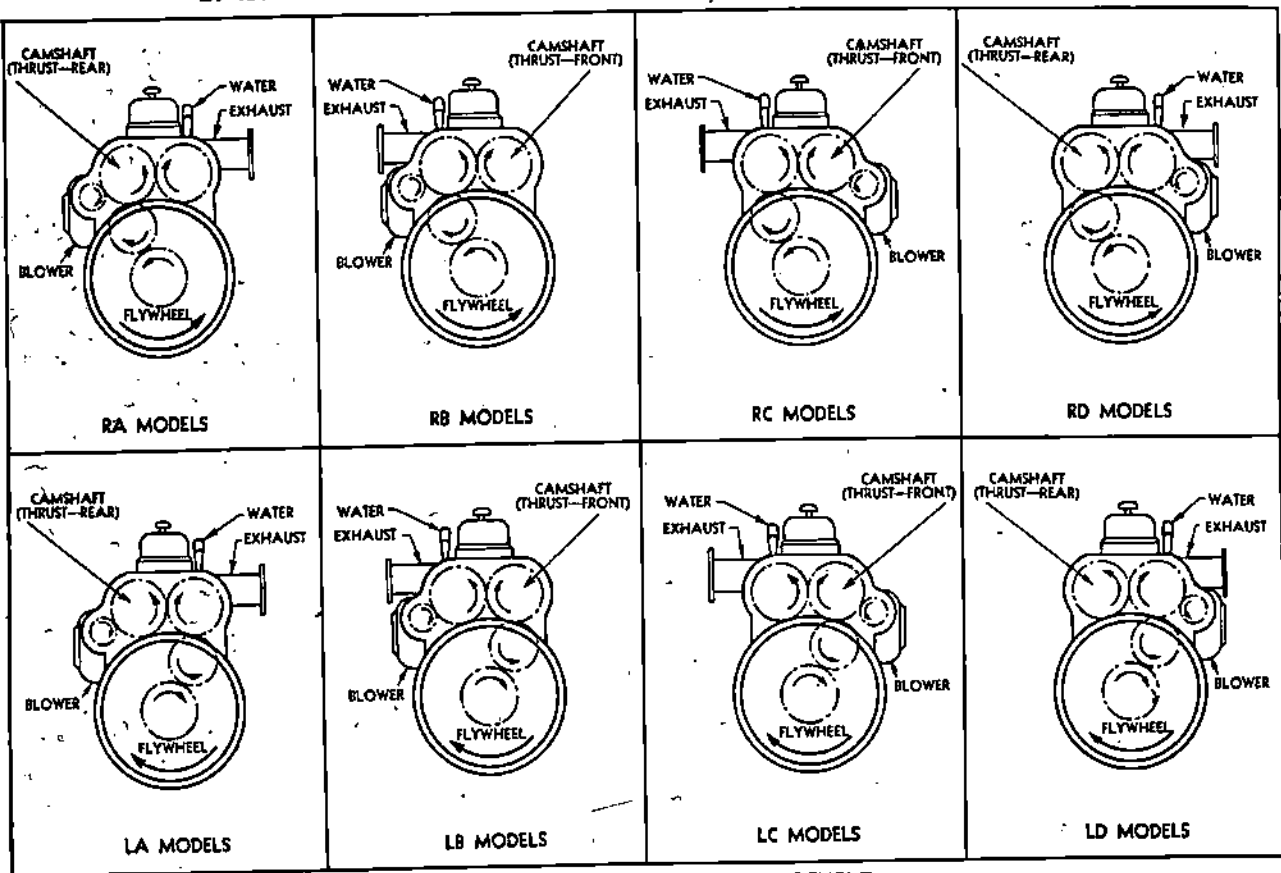 CAMSHAFT
(THRUST—REAR)
WATER
EXHAUST
BLOWER
FLYWHEEL
RA MODELS
CAMSHAFT
(THRUST—FRONT)
WATER
EXHAUST
BLOWER
FLYWHEEL
RB MODELS
CAMSHAFT
(THRUST—FRONT)
WATER
EXHAUST
BLOWER
FLYWHEEL
RC MODELS
CAMSHAFT
(THRUST—REAR)
WATER
EXHAUST
BLOWER
FLYWHEEL
RD MODELS
CAMSHAFT
(THRUST—REAR)
WATER
EXHAUST
BLOWER
FLYWHEEL
LA MODELS
CAMSHAFT
(THRUST—FRONT)
WATER
EXHAUST
BLOWER
FLYWHEEL
LB MODELS
CAMSHAFT
(THRUST—FRONT)
WATER
EXHAUST
BLOWER
FLYWHEEL
LC MODELS
CAMSHAFT
(THRUST—REAR)
WATER
EXHAUST
BLOWER
FLYWHEEL
LD MODELS